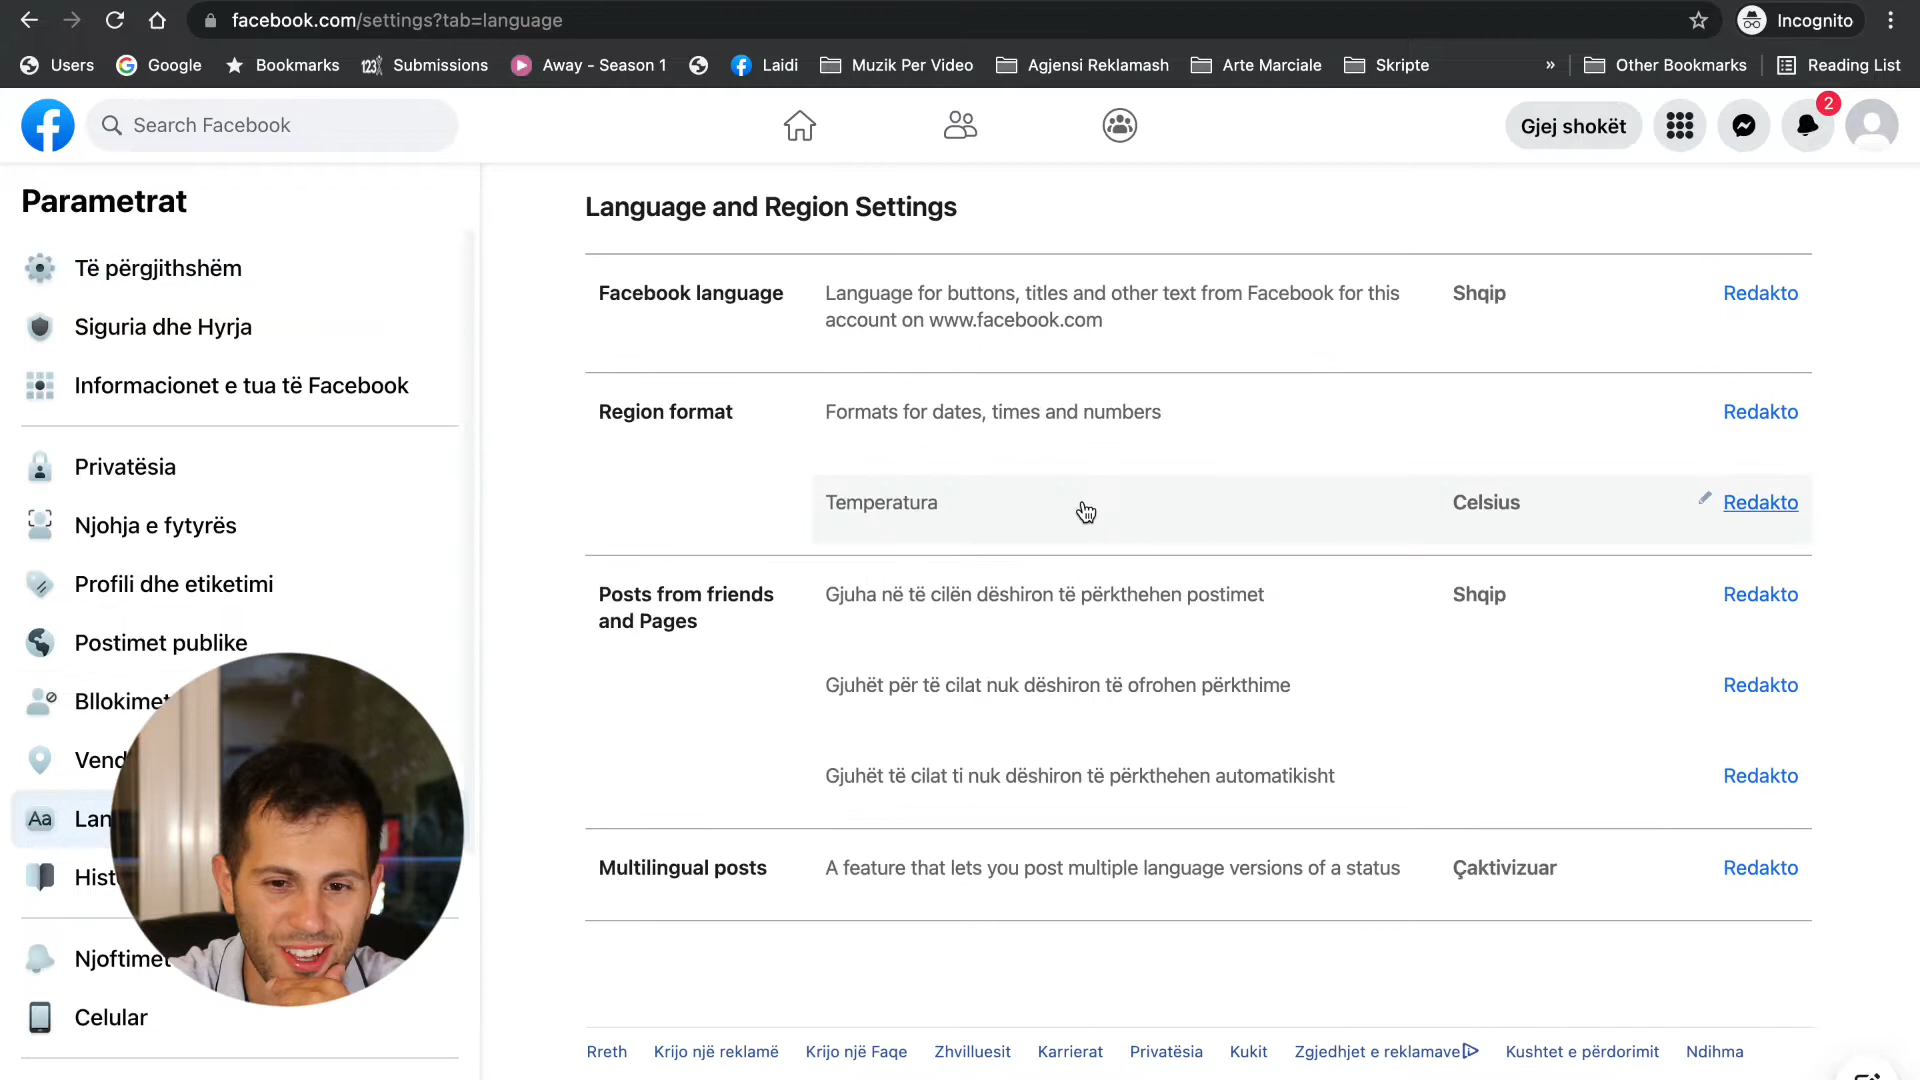 facebook.com/settings?tab=language
Incognito
Users
Google
Bookmarks
Submissions
Away - Season 1
Laidi
Muzik Per Video
Agjensi Reklamash
Arte Marciale
Skripte
»
Other Bookmarks
Reading List
Search Facebook
Gjej shokët
2
Parametrat
Të përgjithshëm
Siguria dhe Hyrja
Informacionet e tua të Facebook
Privatësia
Njohja e fytyrës
Profili dhe etiketimi
Postimet publike
Bllokimet
Vend
Aa Lan
Hist
Njoftimet
Celular
Language and Region Settings
Facebook language
Language for buttons, titles and other text from Facebook for this
account on www.facebook.com
Shqip
Redakto
Region format
Formats for dates, times and numbers
Redakto
Temperatura
Celsius
Redakto
Posts from friends
and Pages
Gjuha në të cilën dëshiron të përkthehen postimet
Shqip
Redakto
Gjuhët për të cilat nuk dëshiron të ofrohen përkthime
Redakto
Gjuhët të cilat ti nuk dëshiron të përkthehen automatikisht
Redakto
Multilingual posts
A feature that lets you post multiple language versions of a status
Çaktivizuar
Redakto
Rreth
Krijo një reklamë
Krijo një Faqe
Zhvilluesit
Karrierat
Privatësia
Kukit
Zgjedhjet e reklamave
Kushtet e përdorimit
Ndihma